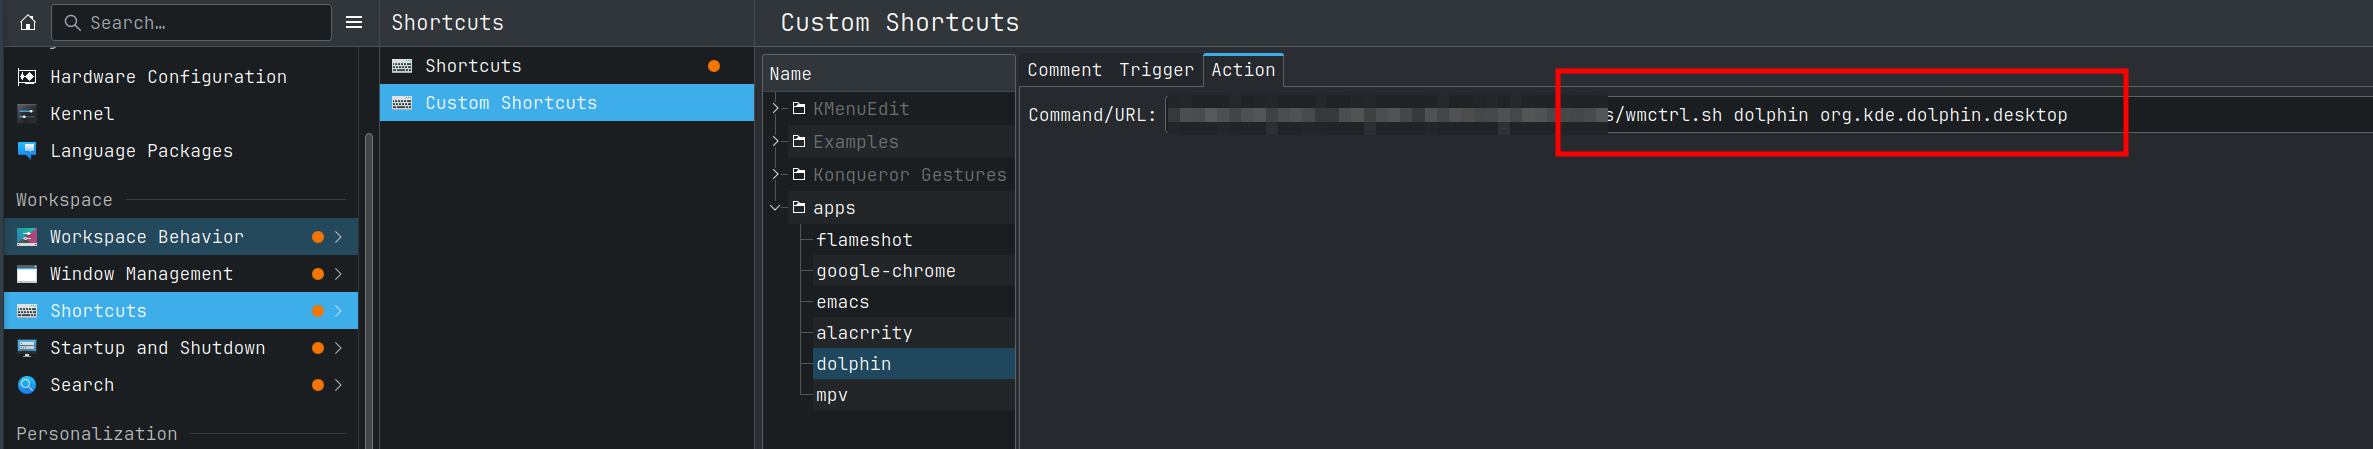 Search...
Hardware Configuration
Kernel
Language Packages
Workspace
Workspace Behavior
Window Management
Shortcuts
Startup and Shutdown
Search
Personalization
Shortcuts
Shortcuts
Custom Shortcuts
Custom Shortcuts
Name
KMenuEdit
Examples
Konqueror Gestures
apps
flameshot
google-chrome
emacs
alacrrity
dolphin
mpv
Comment Trigger Action
Command/URL: s/wmctrl.sh dolphin org.kde.dolphin.desktop